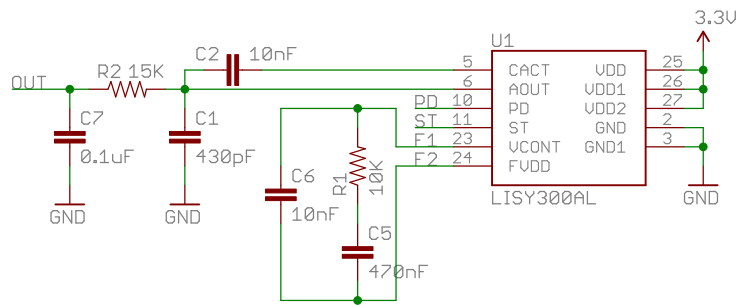 3.3V
C2 10nF
U1
R2 15K
OUT
5 CACT VDD 25
6 AOUT VDD1 26
PD 10 PD VDD2 27
ST 11 ST GND 2
F1 23 VCONT GND1 3
F2 24 FVDD
C7
0.1uF
C1
430pF
C6
10nF
R1
10K
LISY300AL
GND
GND
GND
C5
470nF